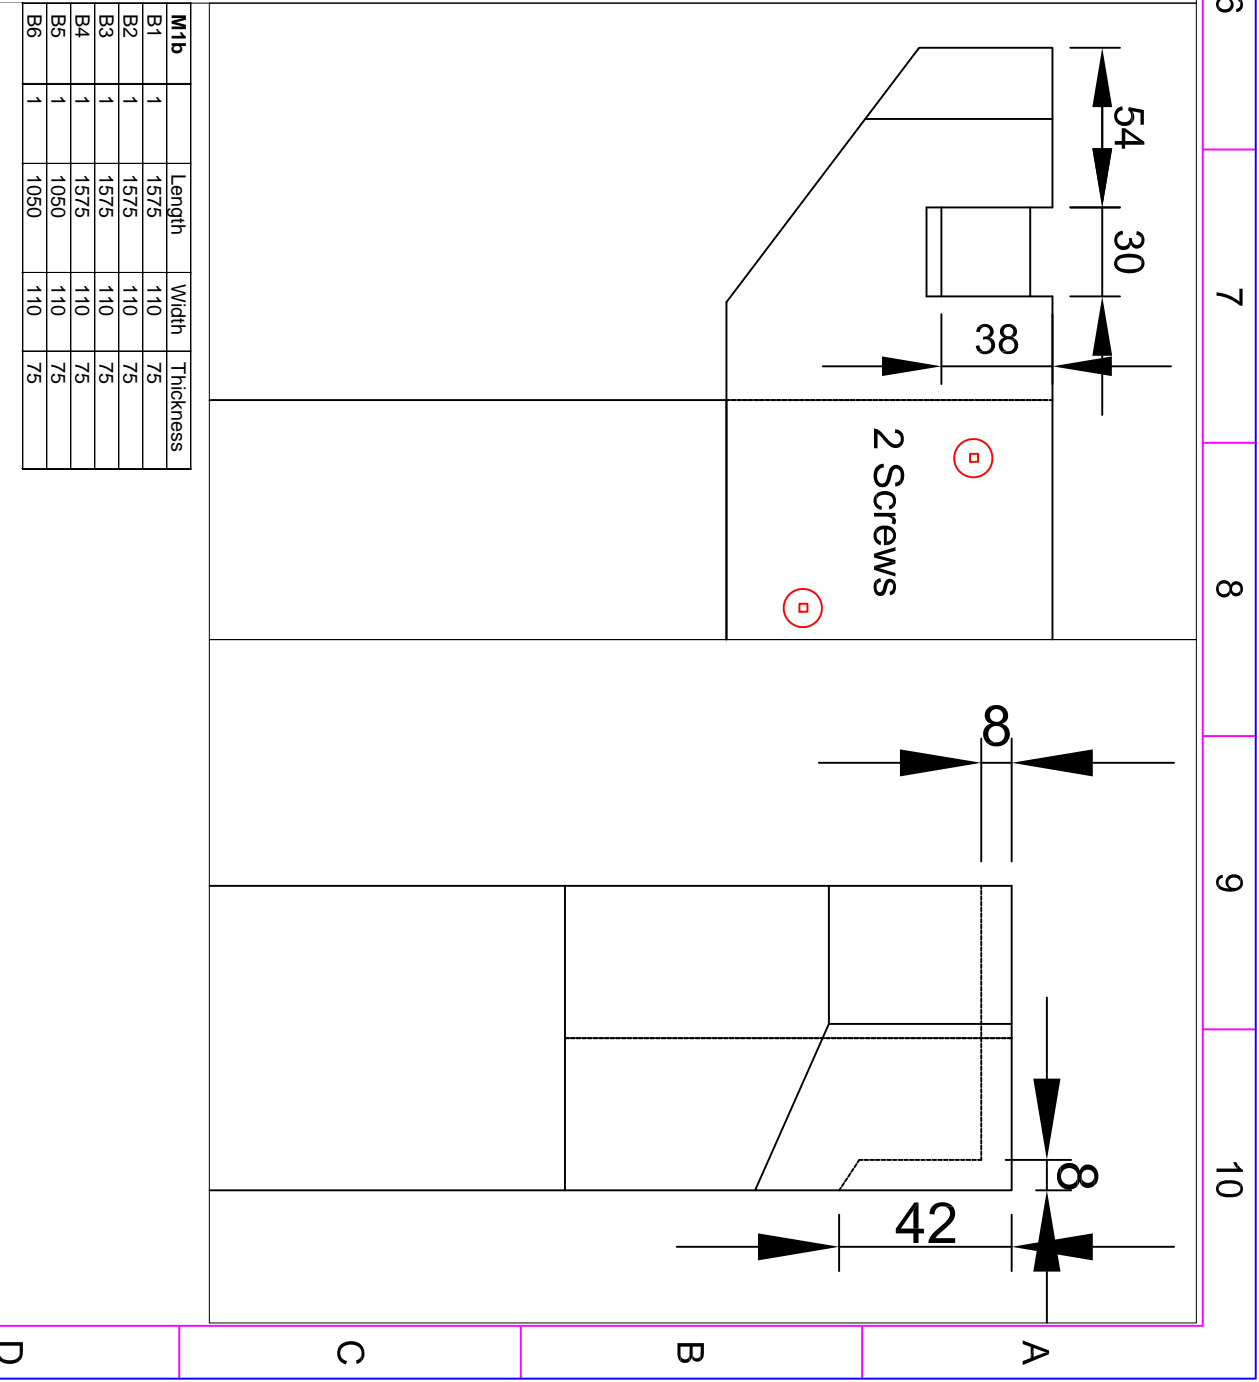 6
7
8
9
10
A
B
C
D
54
30
38
2 Screws
8
8
42
M1b Length Width Thickness
B1 1 1575 110 75
B2 1 1575 110 75
B3 1 1575 110 75
B4 1 1575 110 75
B5 1 1050 110 75
B6 1 1050 110 75